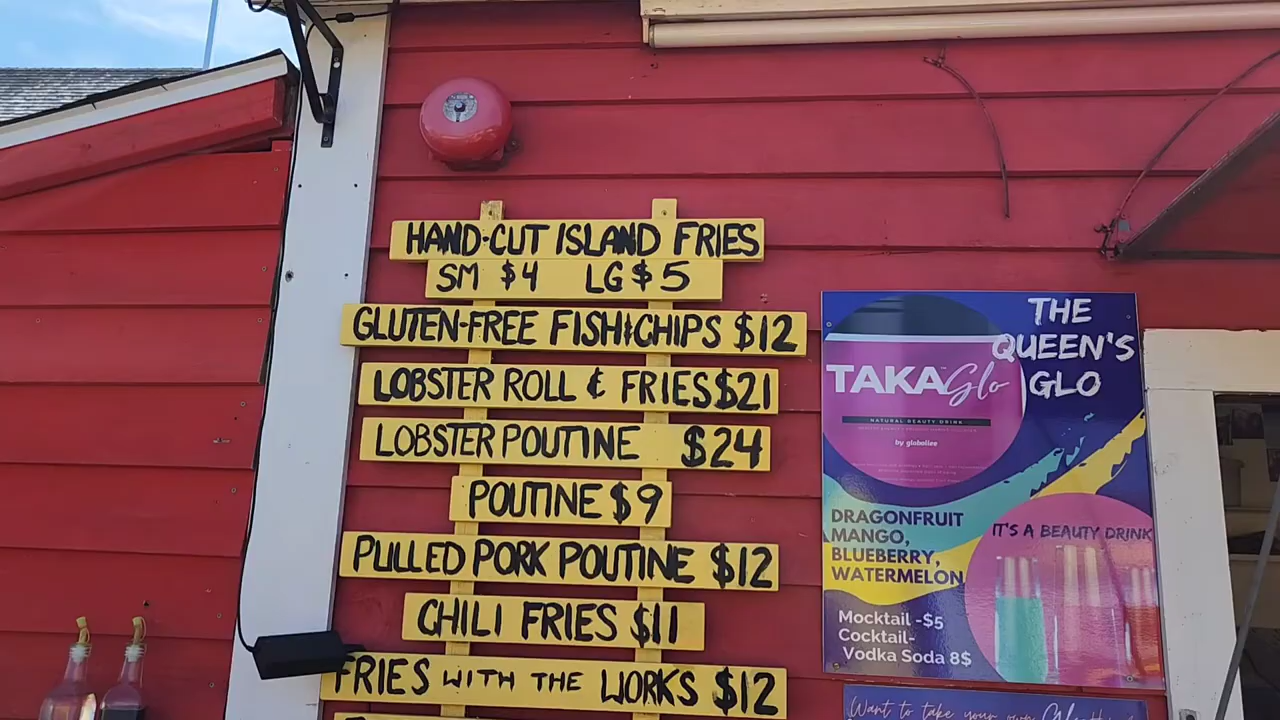 HAND-CUT ISLAND FRIES
SM $4 LG $5
GLUTEN-FREE FISH & CHIPS $12
LOBSTER ROLL & FRIES $21
LOBSTER POUTINE $24
POUTINE $9
PULLED PORK POUTINE $12
CHILI FRIES $11
FRIES WITH THE WORKS $12
THE
QUEEN'S
GLO
TAKA Glo
NATURAL BEAUTY DRINK
by globallee
DRAGONFRUIT
MANGO,
BLUEBERRY,
WATERMELON
IT'S A BEAUTY DRINK
Mocktail -$5
Cocktail-
Vodka Soda 8$
Want to take your own